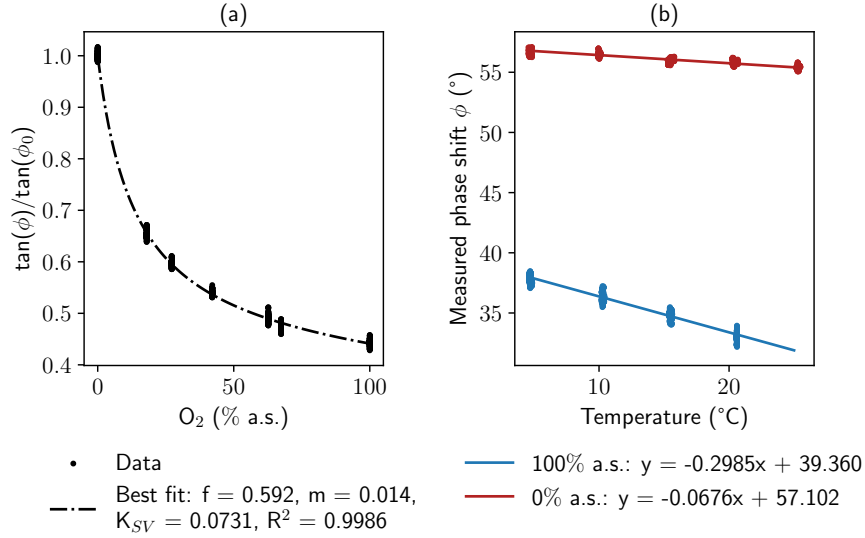 (a)
tan(ϕ)/tan(ϕ₀)
1.0
0.9
0.8
0.7
0.6
0.5
0.4
0
50
100
O₂ (% a.s.)
Data
Best fit: f = 0.592, m = 0.014,
K_SV = 0.0731, R² = 0.9986
(b)
Measured phase shift ϕ (°)
55
50
45
40
35
10
20
Temperature (°C)
100% a.s.: y = -0.2985x + 39.360
0% a.s.: y = -0.0676x + 57.102